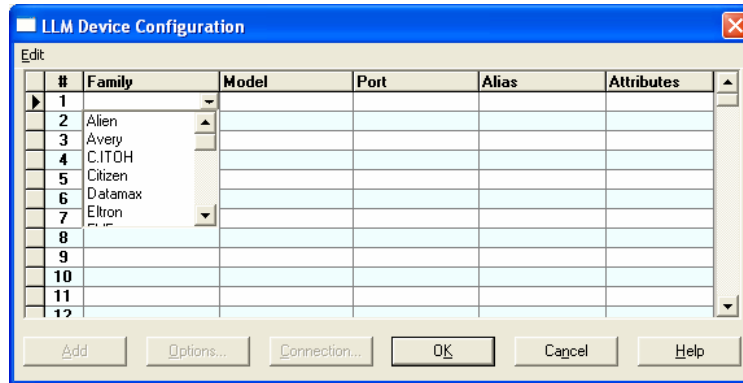 LLM Device Configuration
Edit
# Family Model Port Alias Attributes
1
2 Alien
3 Avery
4 C.ITOH
5 Citizen
6 Datamax
7 Eltron
8
9
10
11
12
Add Options... Connection... OK Cancel Help